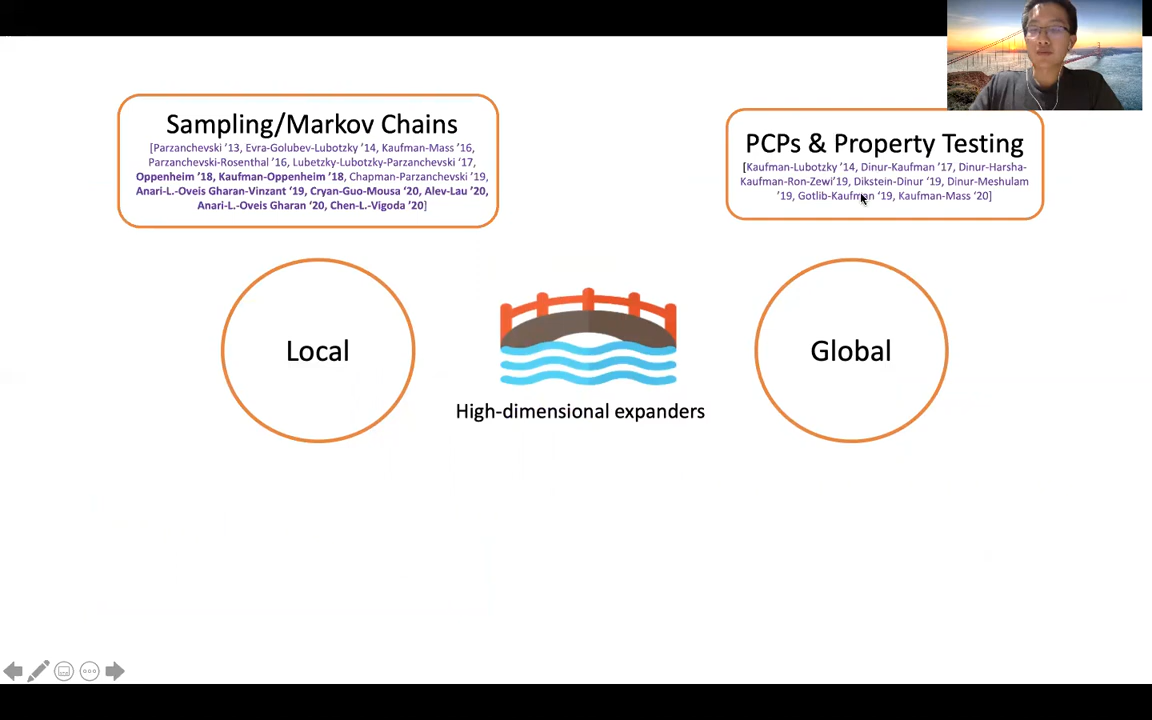 Sampling/Markov Chains
[Parzanchevski '13, Evra-Golubev-Lubotzky '14, Kaufman-Mass '16,
Parzanchevski-Rosenthal '16, Lubetzky-Lubotzky-Parzanchevski '17,
Oppenheim '18, Kaufman-Oppenheim '18, Chapman-Parzanchevski '19,
Anari-L.-Oveis Gharan-Vinzant '19, Cryan-Guo-Mousa '20, Alev-Lau '20,
Anari-L.-Oveis Gharan '20, Chen-L.-Vigoda '20]
PCPs & Property Testing
[Kaufman-Lubotzky '14, Dinur-Kaufman '17, Dinur-Harsha-
Kaufman-Ron-Zewi'19, Dikstein-Dinur '19, Dinur-Meshulam
'19, Gotlib-Kaufman '19, Kaufman-Mass '20]
Local
Global
High-dimensional expanders